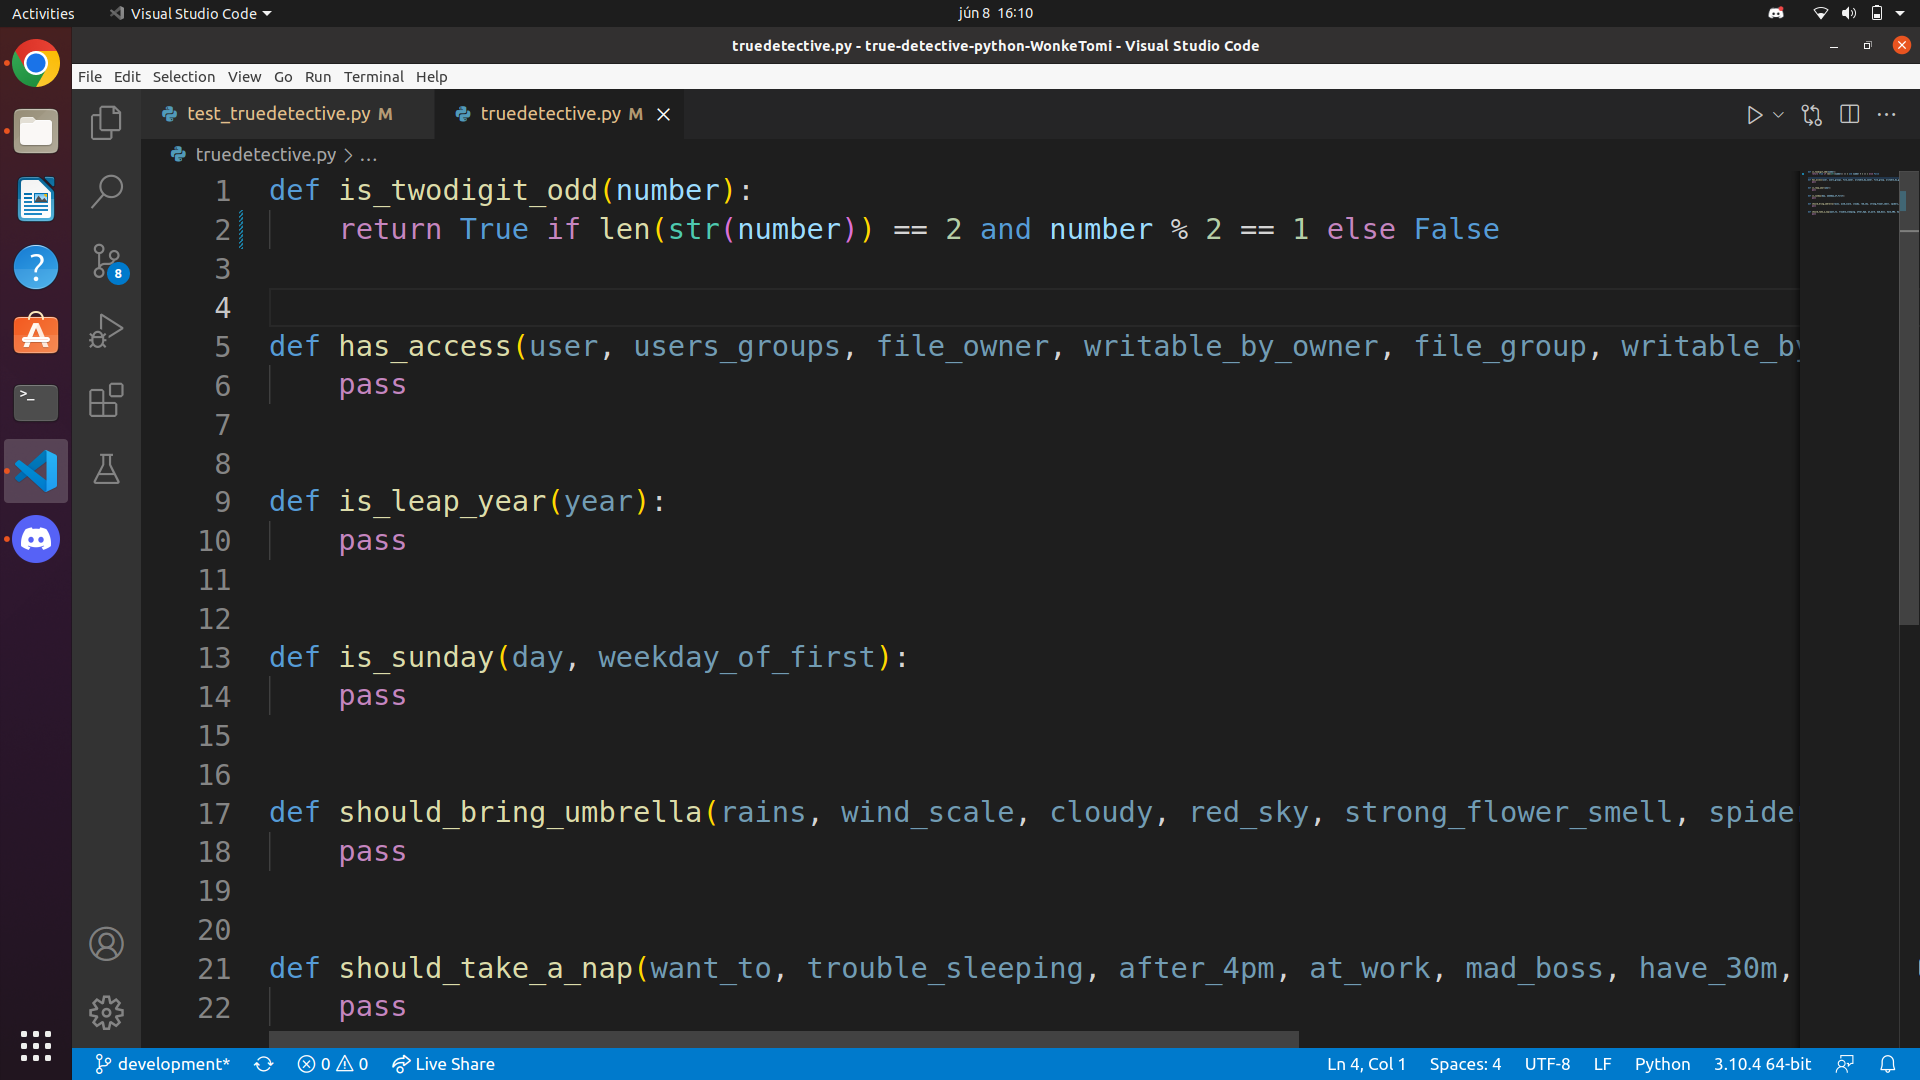 Activities
Visual Studio Code
jún 8 16:10
truedetective.py - true-detective-python-WonkeTomi - Visual Studio Code
File Edit Selection View Go Run Terminal Help
test_truedetective.py M
truedetective.py M
truedetective.py > ...
1 def is_twodigit_odd(number):
2     return True if len(str(number)) == 2 and number % 2 == 1 else False
3
4
5 def has_access(user, users_groups, file_owner, writable_by_owner, file_group, writable_by
6     pass
7
8
9 def is_leap_year(year):
10     pass
11
12
13 def is_sunday(day, weekday_of_first):
14     pass
15
16
17 def should_bring_umbrella(rains, wind_scale, cloudy, red_sky, strong_flower_smell, spide
18     pass
19
20
21 def should_take_a_nap(want_to, trouble_sleeping, after_4pm, at_work, mad_boss, have_30m,
22     pass
8
development* 0 0 Live Share
Ln 4, Col 1 Spaces: 4 UTF-8 LF Python 3.10.4 64-bit